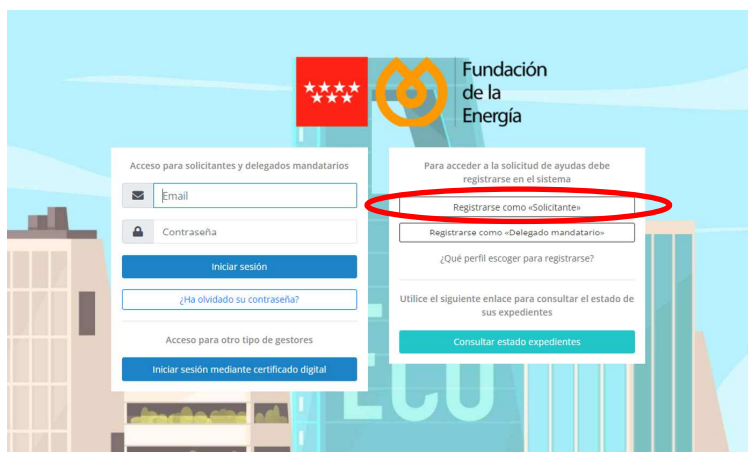 Fundación
de la
Energía
Acceso para solicitantes y delegados mandatarios
Email
Contraseña
Iniciar sesión
¿Ha olvidado su contraseña?
Acceso para otro tipo de gestores
Iniciar sesión mediante certificado digital
Para acceder a la solicitud de ayudas debe
registrarse en el sistema
Registrarse como «Solicitante»
Registrarse como «Delegado mandatario»
¿Qué perfil escoger para registrarse?
Utilice el siguiente enlace para consultar el estado de
sus expedientes
Consultar estado expedientes
ECO